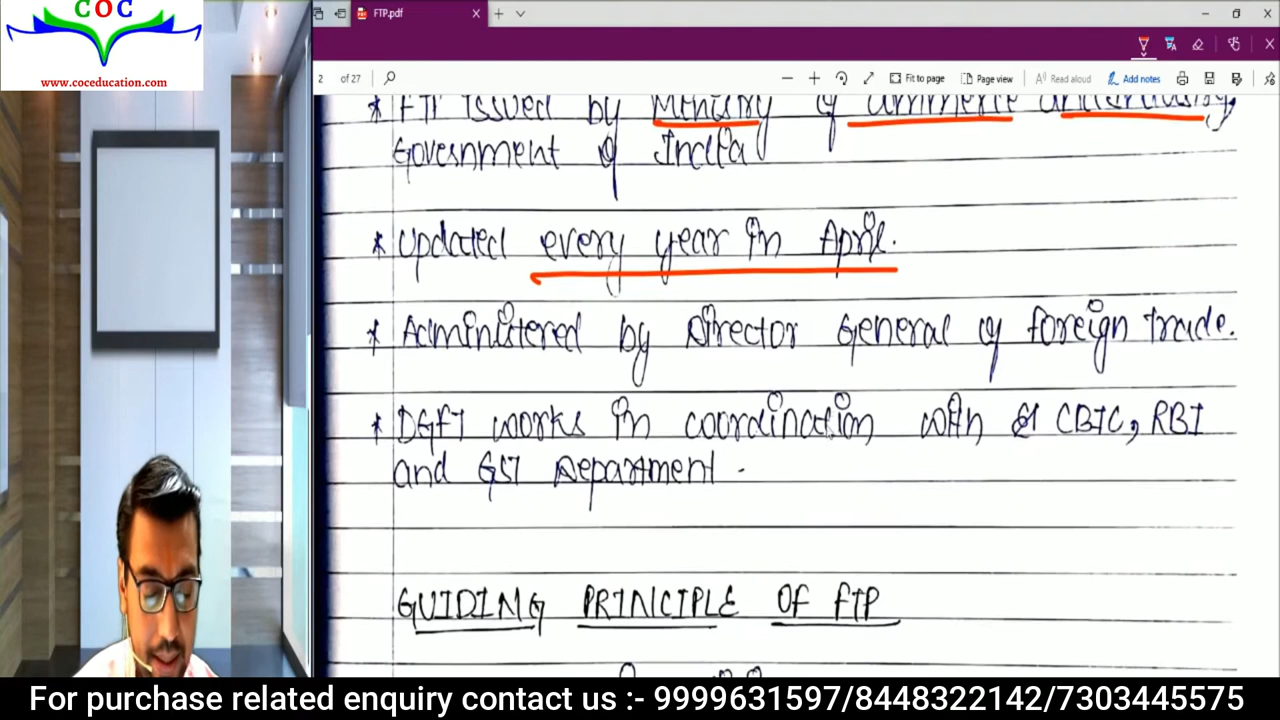 COC
www.coceducation.com
FTP.pdf
2 of 27
Fit to page
Page view
Read aloud
Add notes
* FTP issued by Ministry of Commerce and Industry
Government of India
* Updated every year in April.
* Administered by Director General of foreign trade.
* DGFT works in coordination with CBIC, RBI
and GST Department.
GUIDING PRINCIPLE OF FTP
For purchase related enquiry contact us :- 9999631597/8448322142/7303445575